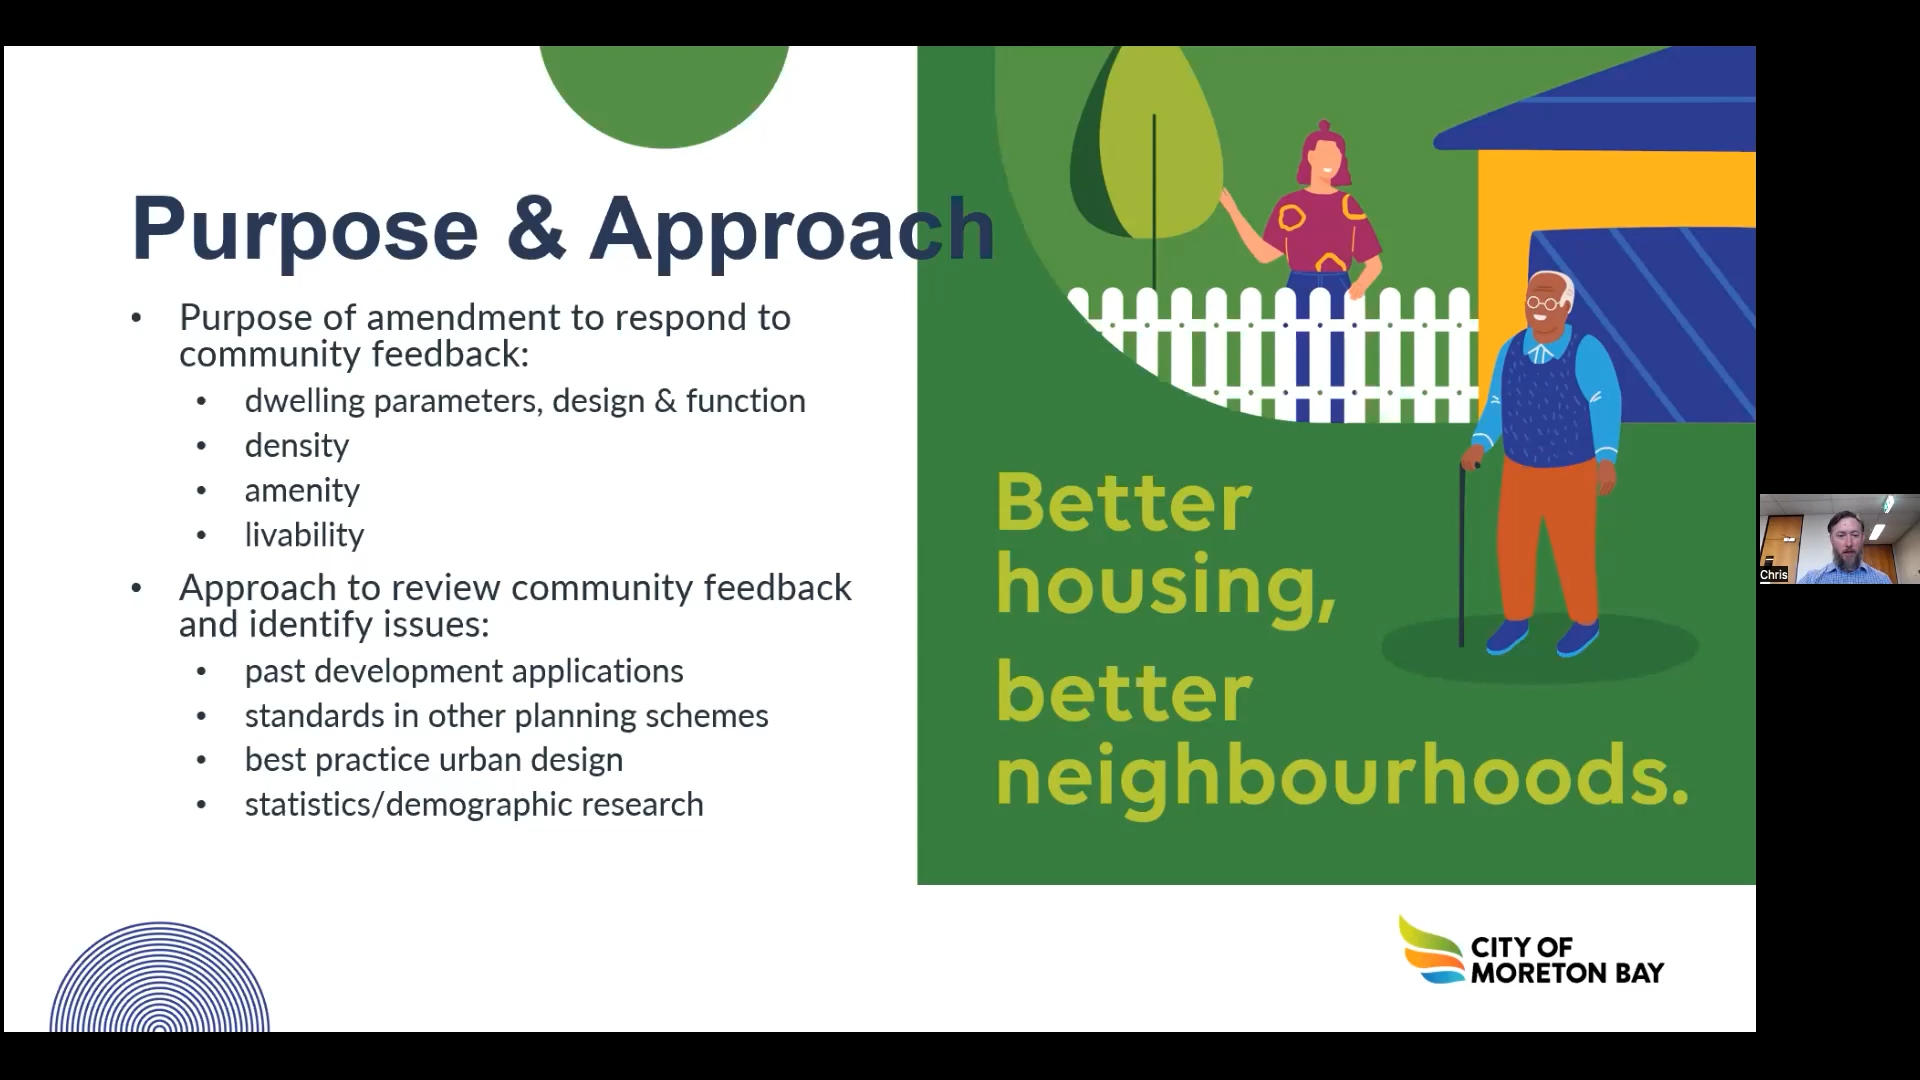 Purpose & Approach
• Purpose of amendment to respond to
community feedback:
• dwelling parameters, design & function
• density
• amenity
• livability
• Approach to review community feedback
and identify issues:
• past development applications
• standards in other planning schemes
• best practice urban design
• statistics/demographic research
Better
housing,
better
neighbourhoods.
CITY OF
MORETON BAY
Chris